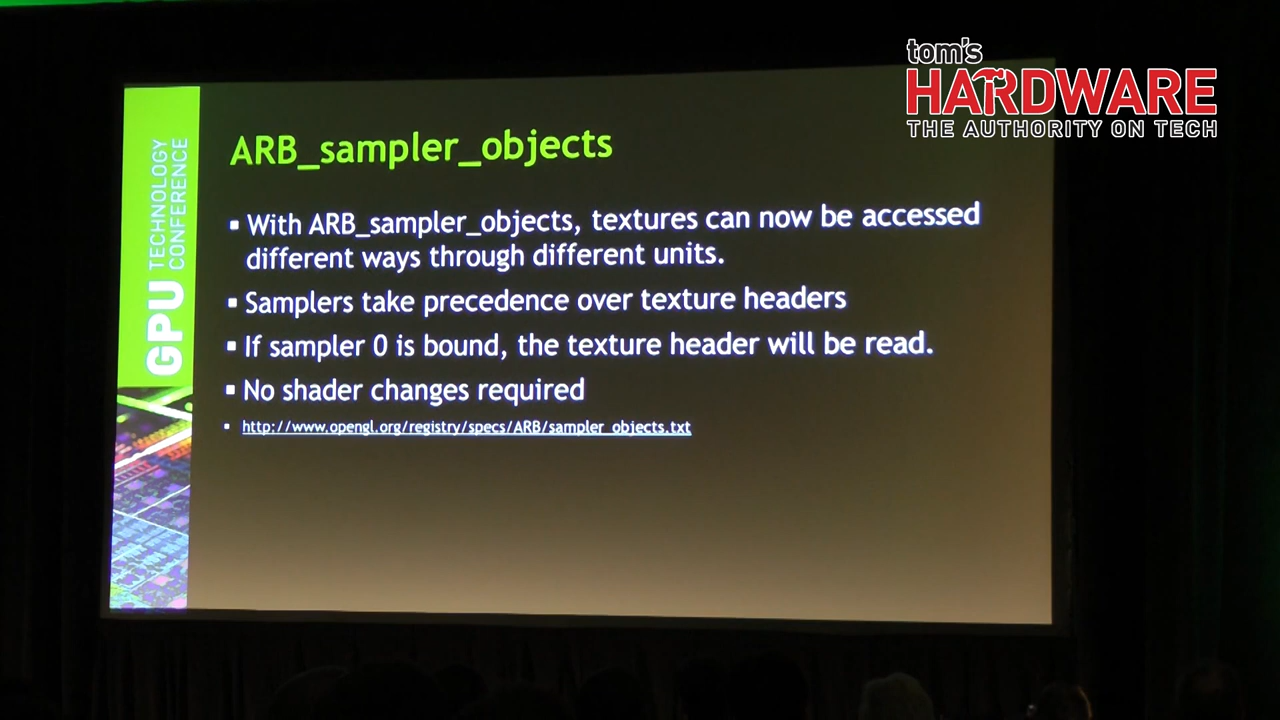 tom's
HARDWARE
THE AUTHORITY ON TECH
GPU TECHNOLOGY
CONFERENCE
ARB_sampler_objects
▪ With ARB_sampler_objects, textures can now be accessed
different ways through different units.
▪ Samplers take precedence over texture headers
▪ If sampler 0 is bound, the texture header will be read.
▪ No shader changes required
▪ http://www.opengl.org/registry/specs/ARB/sampler_objects.txt